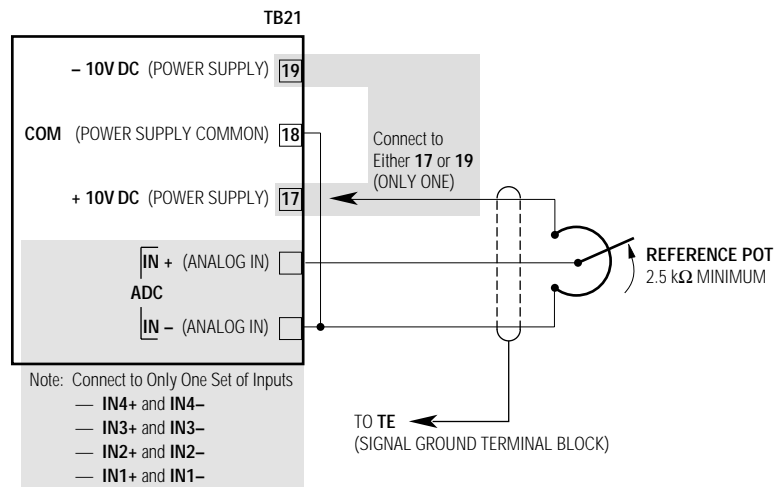 TB21
– 10V DC (POWER SUPPLY) 19
COM (POWER SUPPLY COMMON) 18
Connect to
Either 17 or 19
(ONLY ONE)
+ 10V DC (POWER SUPPLY) 17
IN + (ANALOG IN)
ADC
IN – (ANALOG IN)
REFERENCE POT
2.5 kΩ MINIMUM
Note: Connect to Only One Set of Inputs
— IN4+ and IN4–
— IN3+ and IN3–
— IN2+ and IN2–
— IN1+ and IN1–
TO TE
(SIGNAL GROUND TERMINAL BLOCK)